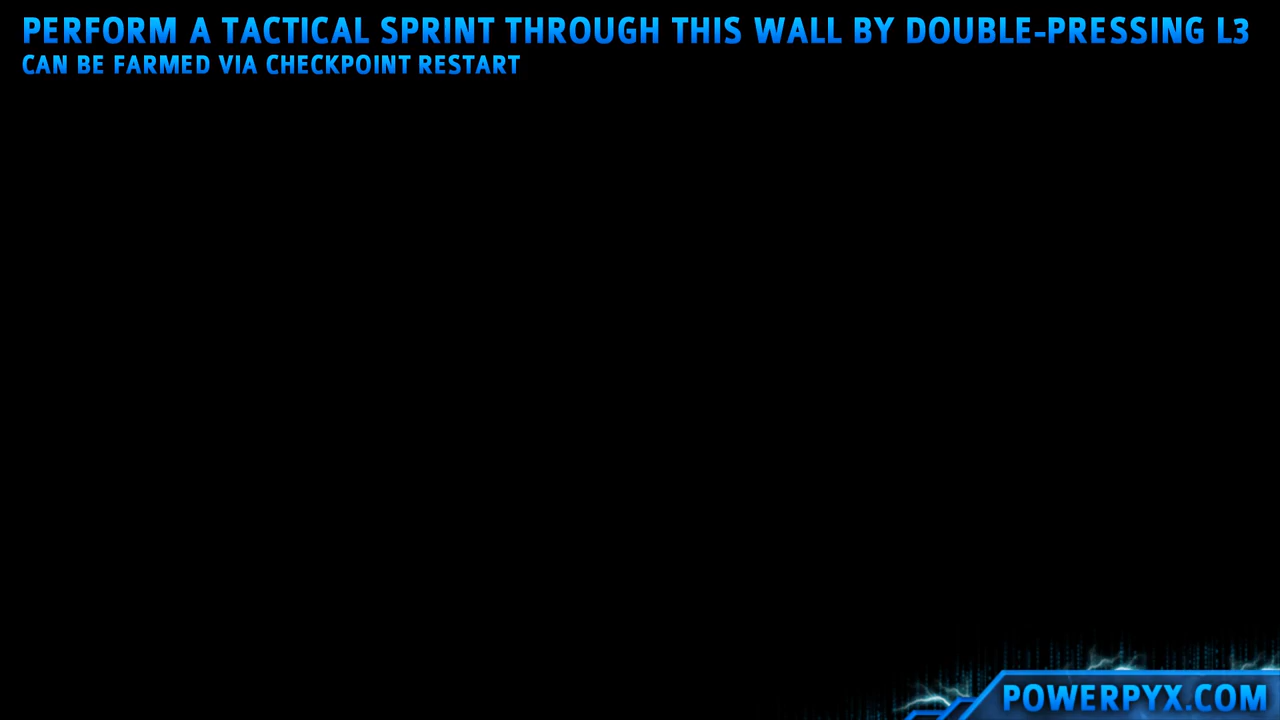 PERFORM A TACTICAL SPRINT THROUGH THIS WALL BY DOUBLE-PRESSING L3
CAN BE FARMED VIA CHECKPOINT RESTART
POWERPYX.COM